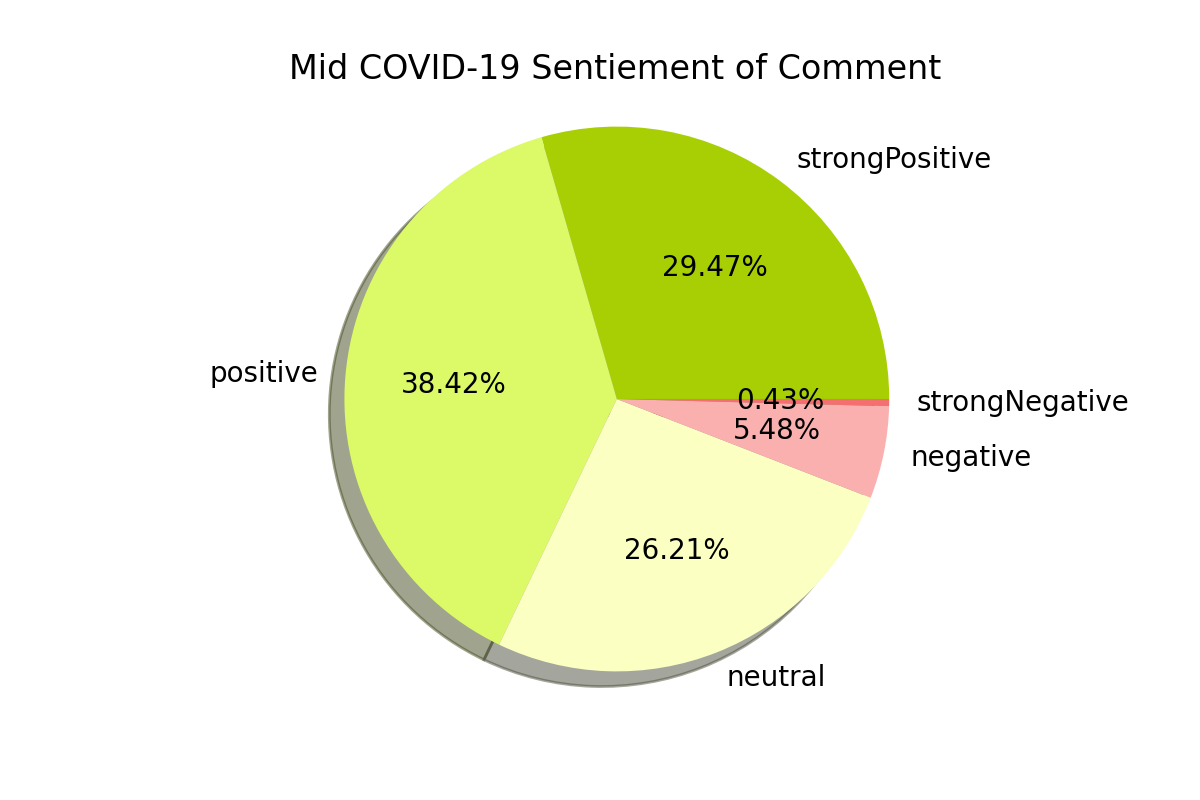 Mid COVID-19 Sentiement of Comment
strongPositive
29.47%
positive
38.42%
0.43%
strongNegative
5.48%
negative
26.21%
neutral